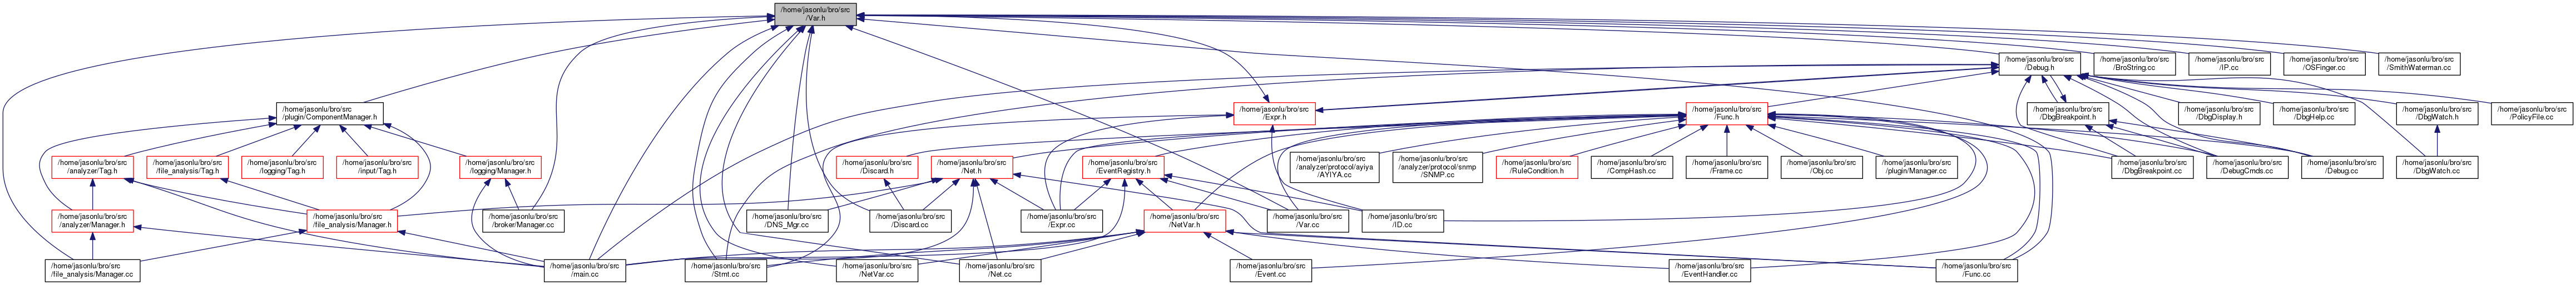 /home/jasonlu/bro/src
/Var.h
/home/jasonlu/bro/src
/Debug.h
/home/jasonlu/bro/src
/BroString.cc
/home/jasonlu/bro/src
/IP.cc
/home/jasonlu/bro/src
/OSFinger.cc
/home/jasonlu/bro/src
/SmithWaterman.cc
/home/jasonlu/bro/src
/plugin/ComponentManager.h
/home/jasonlu/bro/src
/Expr.h
/home/jasonlu/bro/src
/Func.h
/home/jasonlu/bro/src
/DbgBreakpoint.h
/home/jasonlu/bro/src
/DbgDisplay.h
/home/jasonlu/bro/src
/DbgHelp.cc
/home/jasonlu/bro/src
/DbgWatch.h
/home/jasonlu/bro/src
/PolicyFile.cc
/home/jasonlu/bro/src
/analyzer/Tag.h
/home/jasonlu/bro/src
/file_analysis/Tag.h
/home/jasonlu/bro/src
/logging/Tag.h
/home/jasonlu/bro/src
/input/Tag.h
/home/jasonlu/bro/src
/logging/Manager.h
/home/jasonlu/bro/src
/Discard.h
/home/jasonlu/bro/src
/Net.h
/home/jasonlu/bro/src
/EventRegistry.h
/home/jasonlu/bro/src
/analyzer/protocol/ayiya
/AYIYA.cc
/home/jasonlu/bro/src
/analyzer/protocol/snmp
/SNMP.cc
/home/jasonlu/bro/src
/RuleCondition.h
/home/jasonlu/bro/src
/CompHash.cc
/home/jasonlu/bro/src
/Frame.cc
/home/jasonlu/bro/src
/Obj.cc
/home/jasonlu/bro/src
/plugin/Manager.cc
/home/jasonlu/bro/src
/DbgBreakpoint.cc
/home/jasonlu/bro/src
/DebugCmds.cc
/home/jasonlu/bro/src
/Debug.cc
/home/jasonlu/bro/src
/DbgWatch.cc
/home/jasonlu/bro/src
/analyzer/Manager.h
/home/jasonlu/bro/src
/file_analysis/Manager.h
/home/jasonlu/bro/src
/broker/Manager.cc
/home/jasonlu/bro/src
/DNS_Mgr.cc
/home/jasonlu/bro/src
/Discard.cc
/home/jasonlu/bro/src
/Expr.cc
/home/jasonlu/bro/src
/NetVar.h
/home/jasonlu/bro/src
/Var.cc
/home/jasonlu/bro/src
/ID.cc
/home/jasonlu/bro/src
/file_analysis/Manager.cc
/home/jasonlu/bro/src
/main.cc
/home/jasonlu/bro/src
/Stmt.cc
/home/jasonlu/bro/src
/NetVar.cc
/home/jasonlu/bro/src
/Net.cc
/home/jasonlu/bro/src
/Event.cc
/home/jasonlu/bro/src
/EventHandler.cc
/home/jasonlu/bro/src
/Func.cc